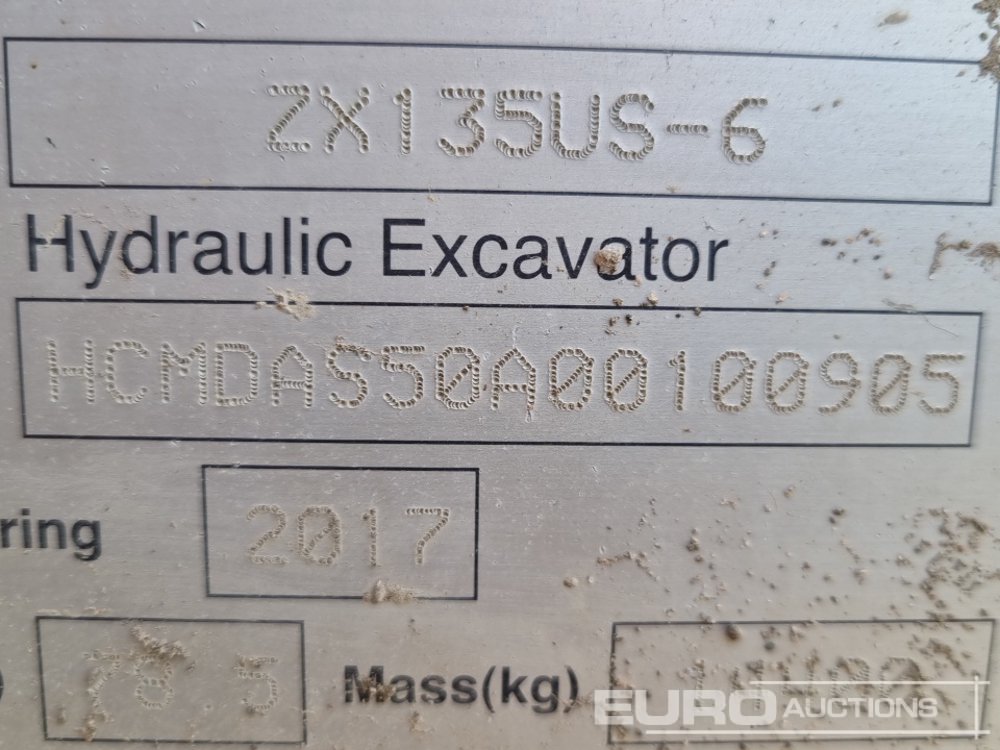 ZX135US-6
Hydraulic Excavator
HCMDAS50A00100905
ring 2017
Mass(kg)
EURO AUCTIONS